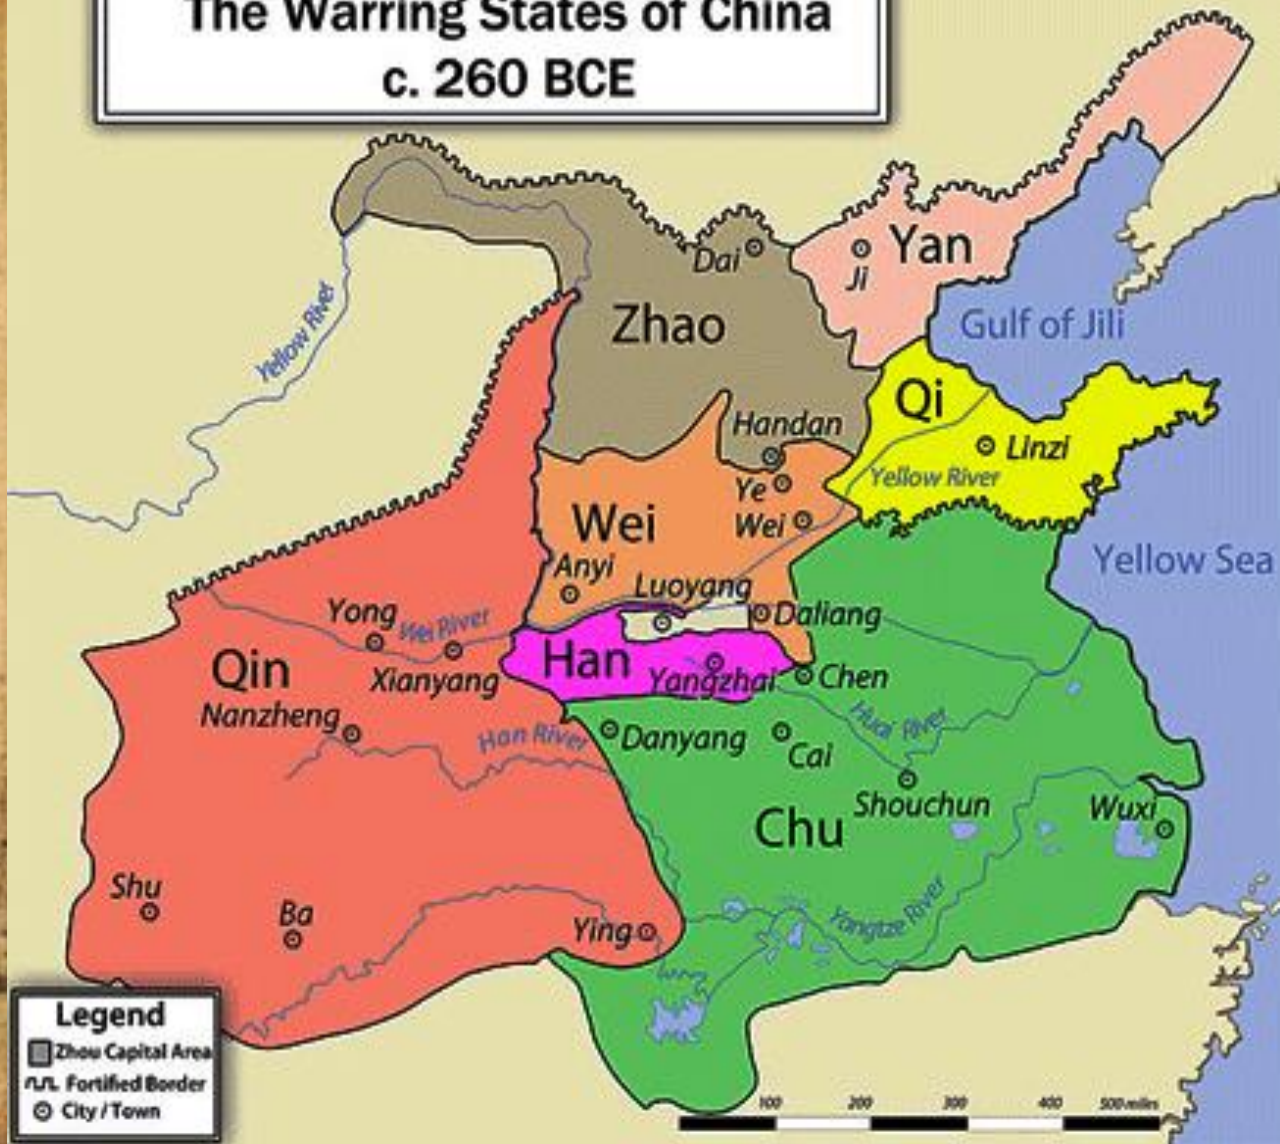 The Warring States of China
c. 260 BCE
Dai
Ji
Yan
Zhao
Gulf of Jili
Yellow River
Qi
Handan
Linzi
Yellow River
Ye
Wei
Wei
Yellow Sea
Anyi
Luoyang
Daliang
Yong
Wei River
Han
Qin
Xianyang
Yangzhai
Chen
Nanzheng
Huai River
Han River
Danyang
Cai
Shouchun
Wuxi
Chu
Shu
Ba
Ying
Yangtze River
Legend
Zhou Capital Area
Fortified Border
City / Town
100 200 300 400 500 miles